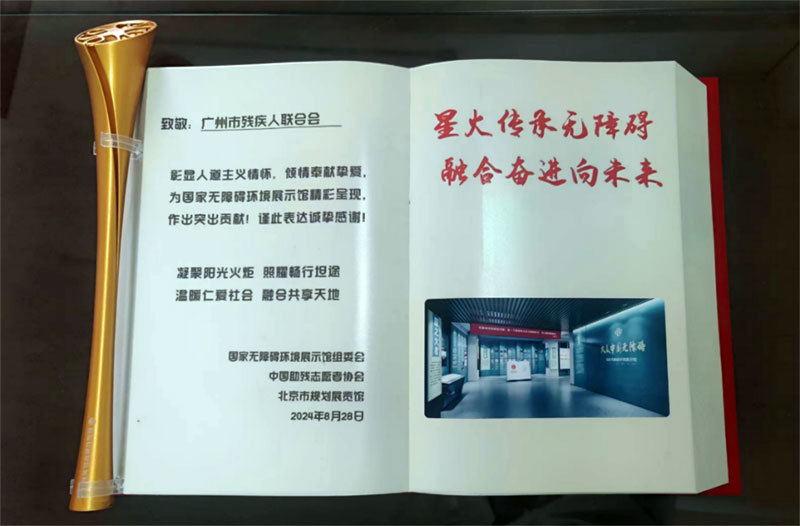 致敬：广州市残疾人联合会
彰显人道主义情怀，倾情奉献挚爱，
为国家无障碍环境展示馆精彩呈现，
作出突出贡献！谨此表达诚挚感谢！
凝聚阳光火炬 照耀畅行坦途
温暖仁爱社会 融合共享天地
国家无障碍环境展示馆组委会
中国助残志愿者协会
北京市规划展览馆
2024年8月28日
星火传承无障碍
融合奋进向未来